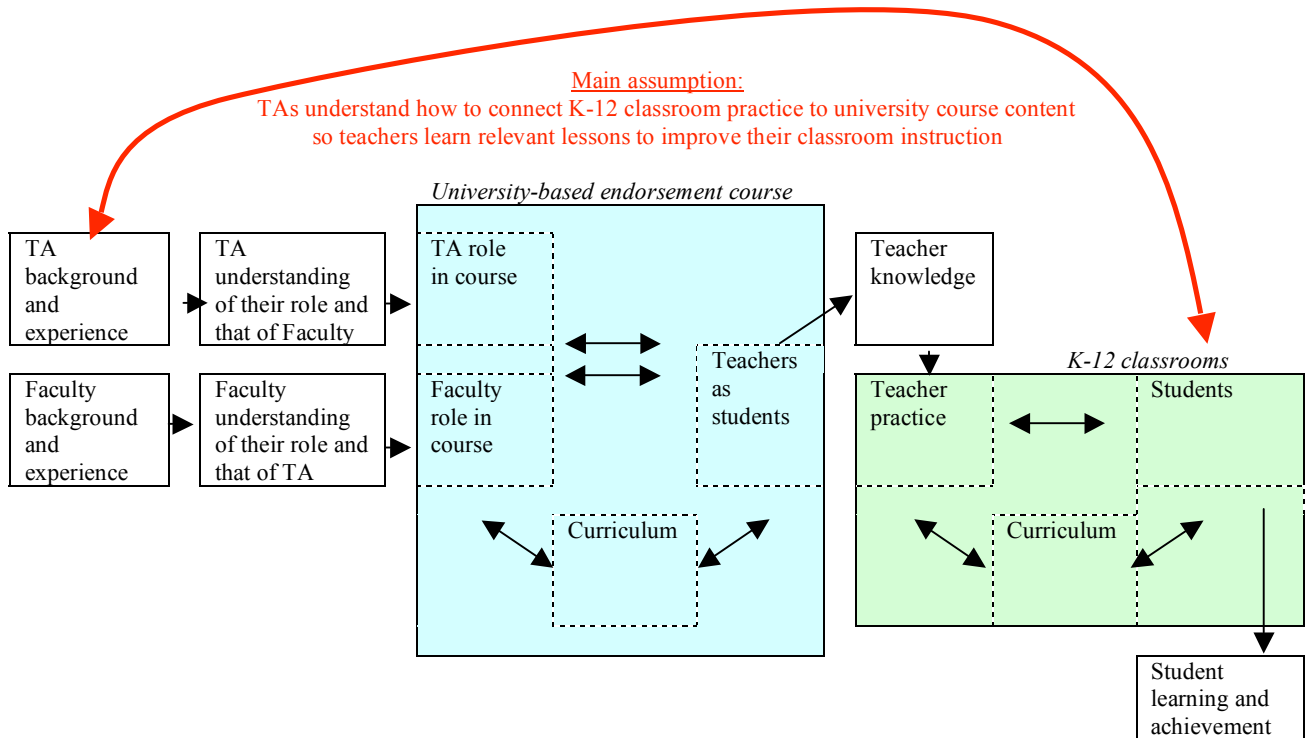 Main assumption:
TAs understand how to connect K-12 classroom practice to university course content
so teachers learn relevant lessons to improve their classroom instruction
University-based endorsement course
TA
background
and
experience
TA
understanding
of their role and
that of Faculty
TA role
in course
Teacher
knowledge
Faculty
background
and
experience
Faculty
understanding
of their role and
that of TA
Faculty
role in
course
Teachers
as
students
Curriculum
K-12 classrooms
Teacher
practice
Students
Curriculum
Student
learning and
achievement